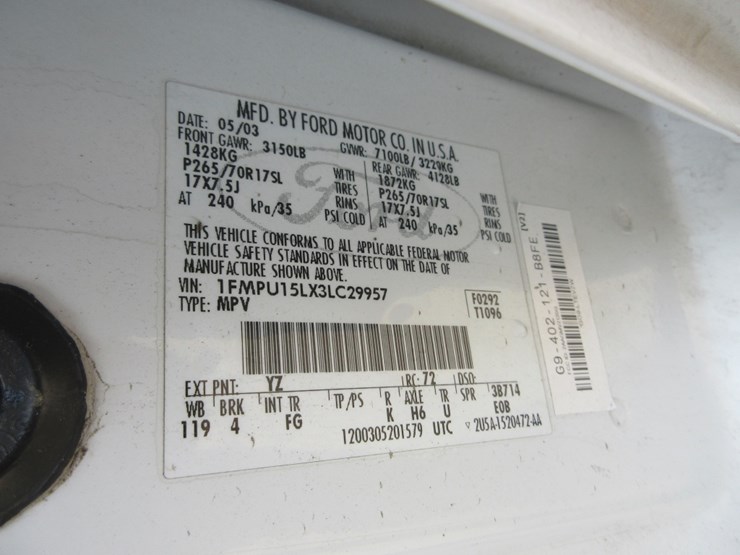 MFD. BY FORD MOTOR CO. IN U.S.A.
DATE: 05/03 GVWR: 7100LB/ 3220KG
FRONT GAWR: 3150LB REAR GAWR: 4128LB
1428KG WITH 1872KG WITH
P265/70R17SL TIRES P265/70R17SL TIRES
17X7.5J RIMS 17X7.5J RIMS
AT 240 kPa/35 PSI COLD AT 240 kPa/35 PSI COLD
THIS VEHICLE CONFORMS TO ALL APPLICABLE FEDERAL MOTOR
VEHICLE SAFETY STANDARDS IN EFFECT ON THE DATE OF
MANUFACTURE SHOWN ABOVE.
VIN: 1FMPU15LX3LC29957 F0292
TYPE: MPV T1096
EXT PNT: YZ RC: 72 DSO:
WB BRK INT TR TP/PS R AXLE TR SPR 3B714
119 4 FG K H6 U E0B
1200305201579 UTC ▽ 2U5A-1520472-AA
Ford
G9-402-121-B8FE [V2]